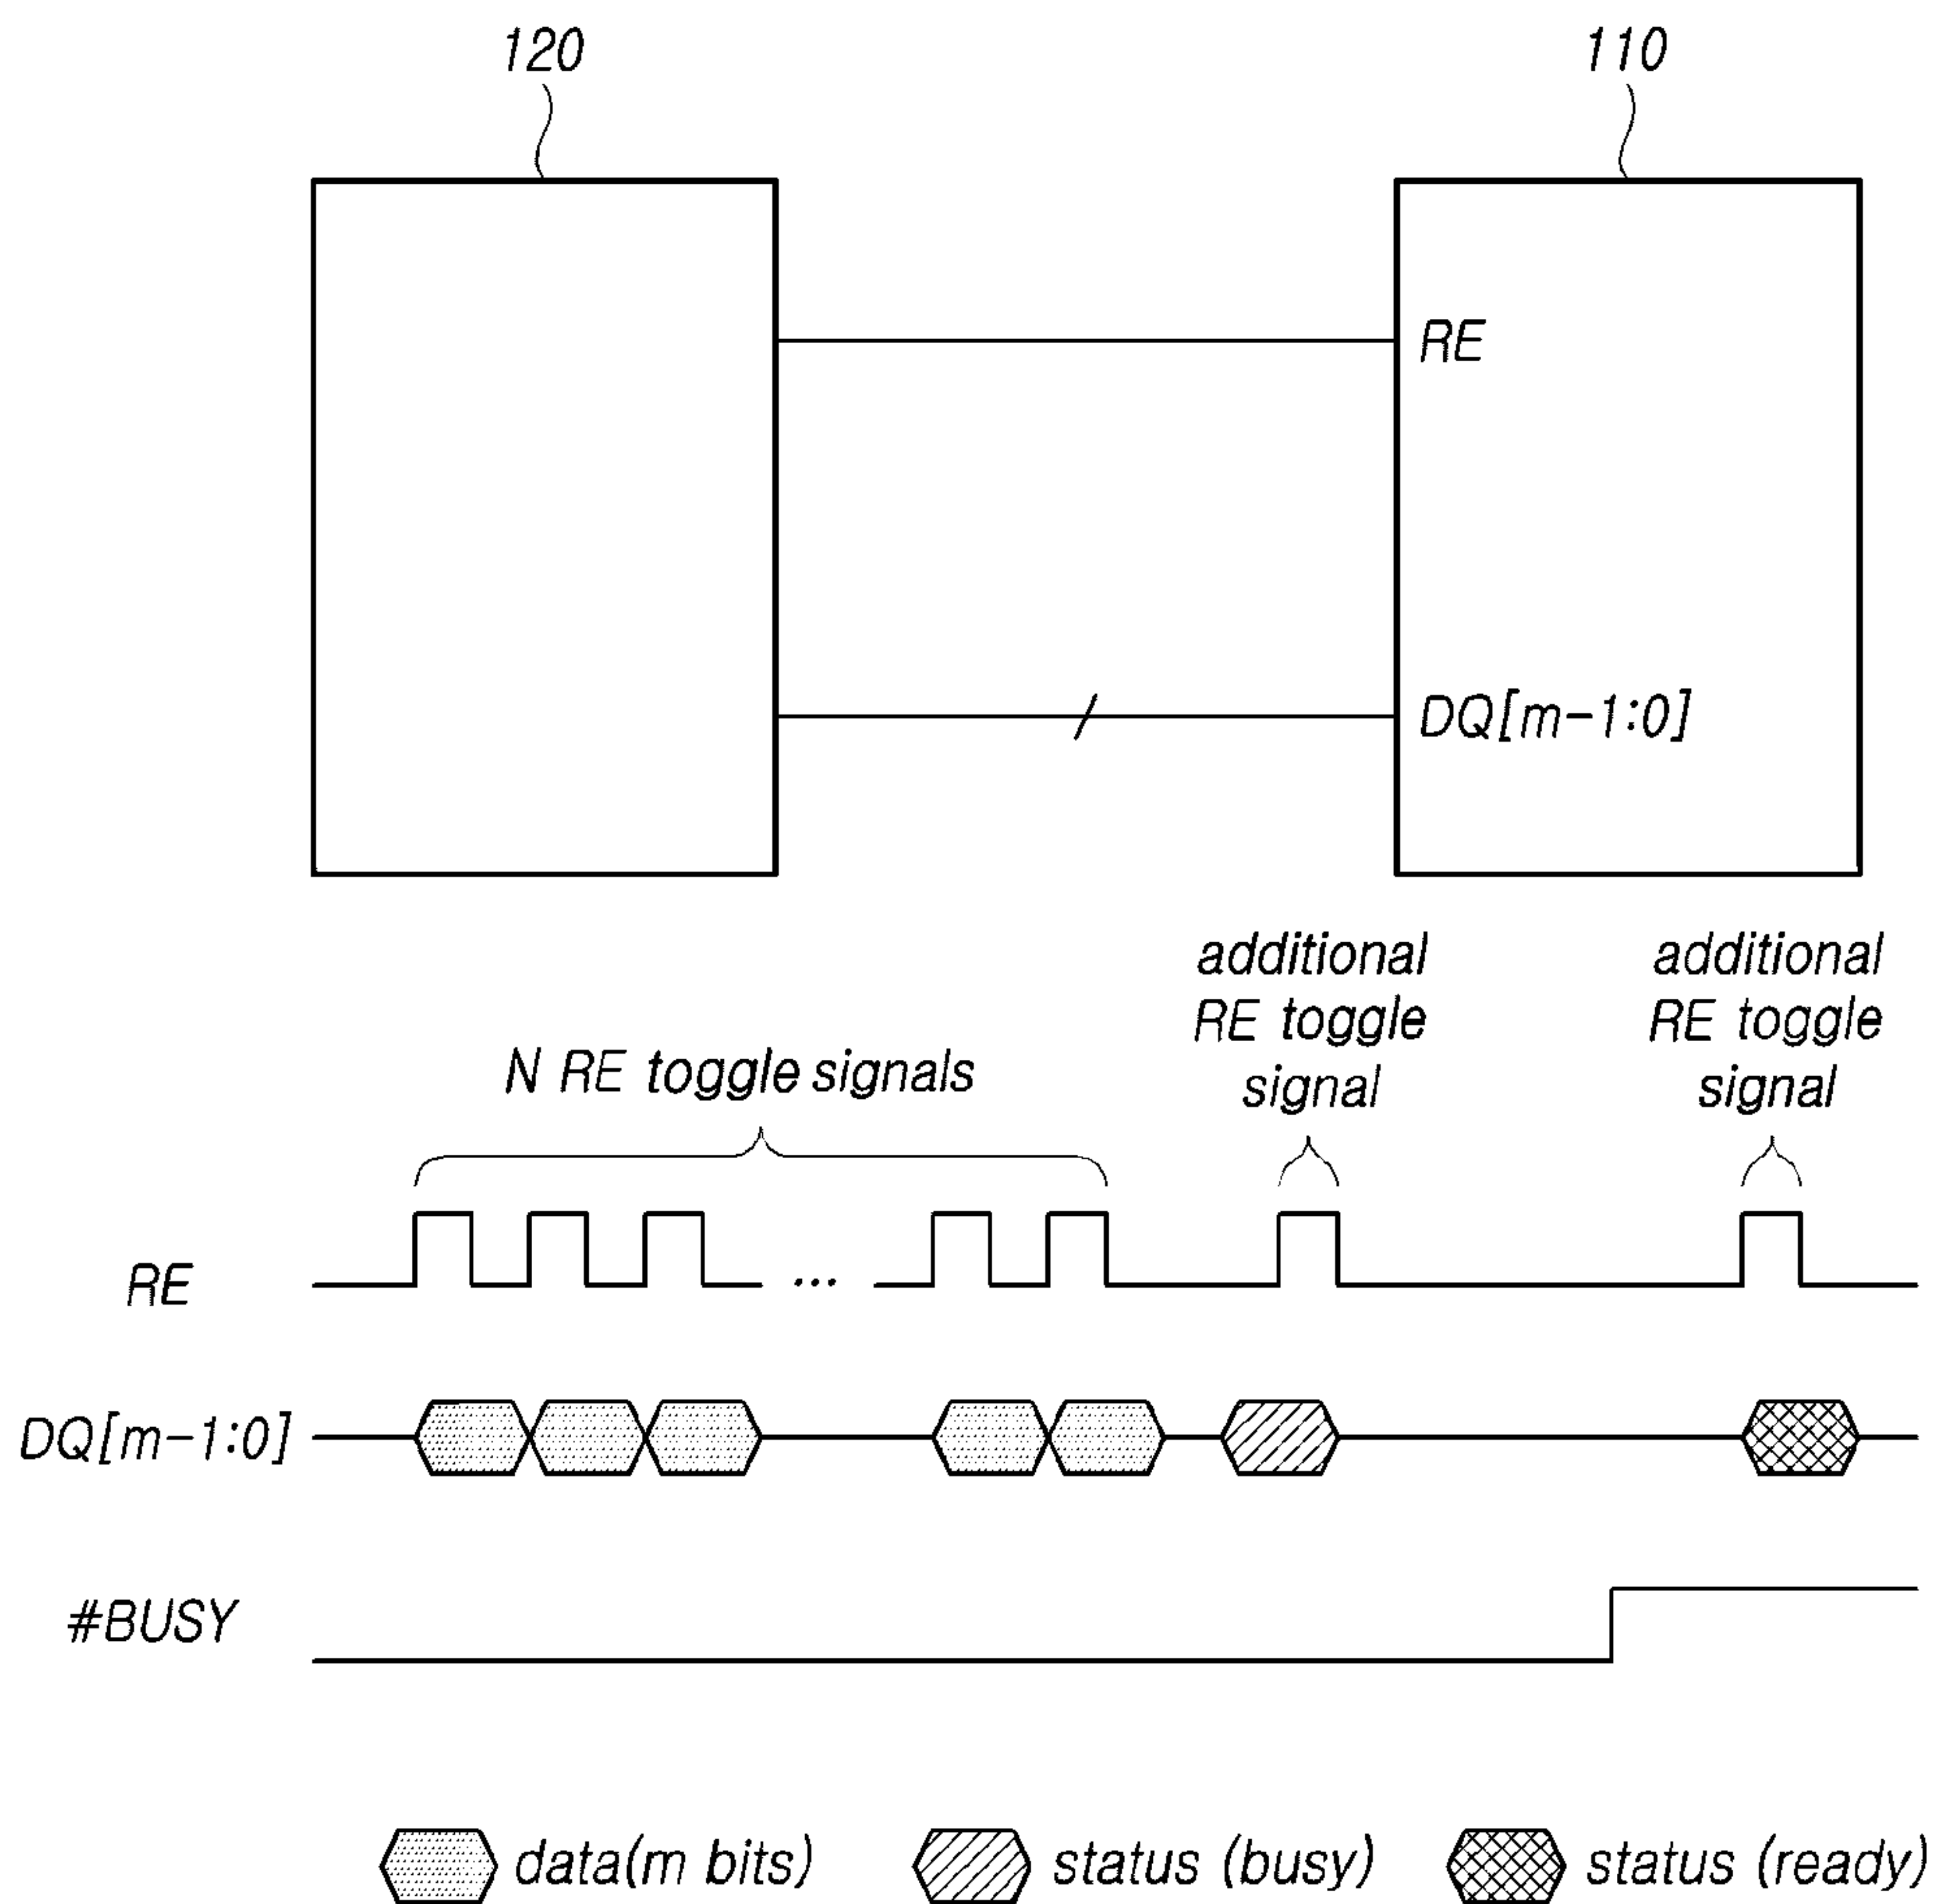 120
110
RE
DQ[m-1:0]
additional
RE toggle
signal
additional
RE toggle
signal
N RE toggle signals
RE
...
DQ[m-1:0]
#BUSY
data(m bits)
status (busy)
status (ready)